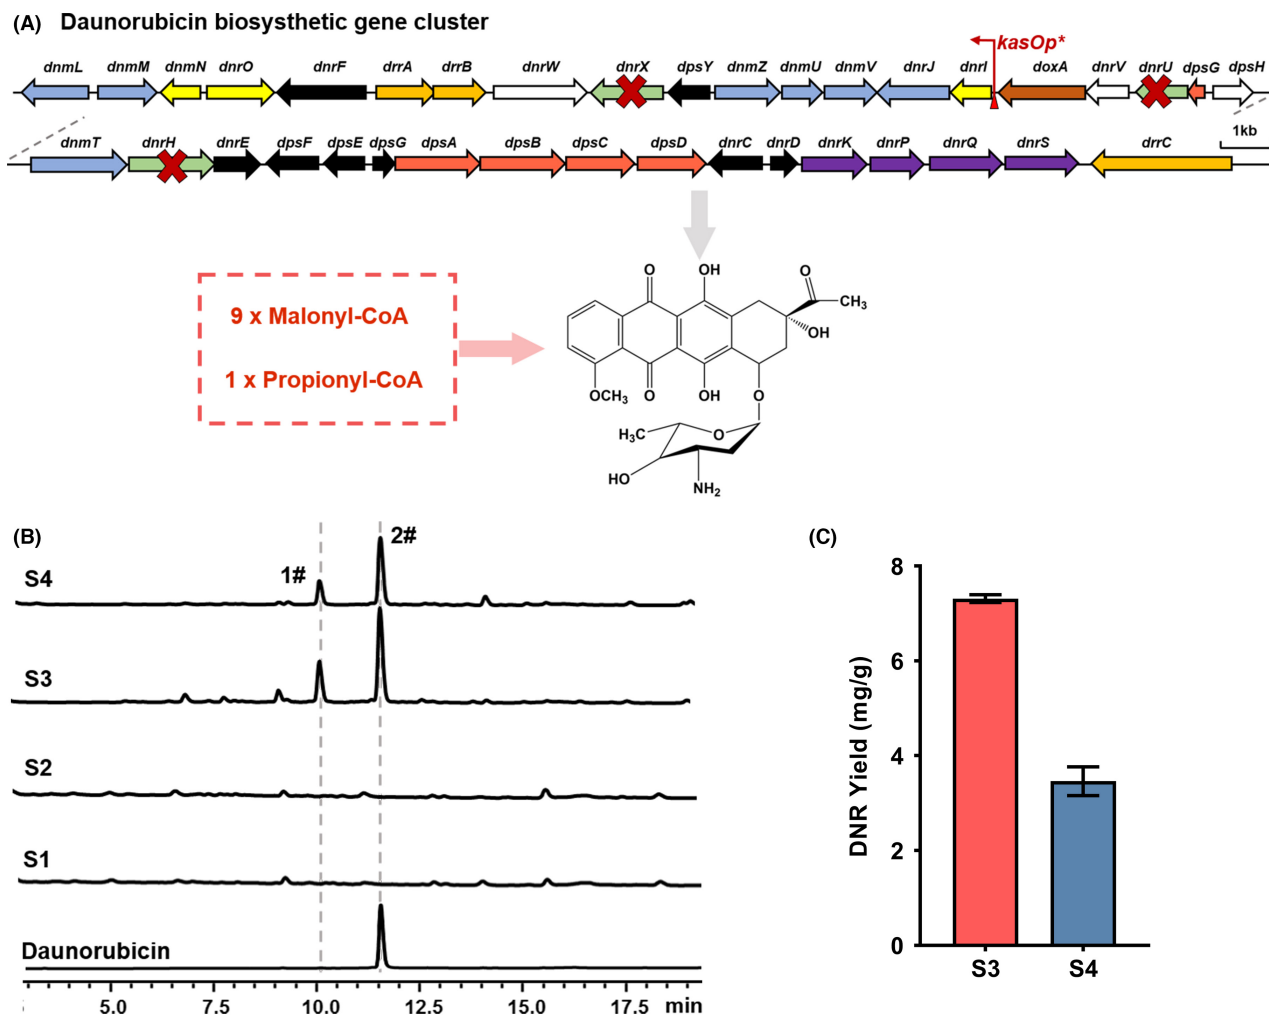 (A) Daunorubicin biosysthetic gene cluster
kasOp*
dnmL dnmM dnmN dnrO dnrF drrA drrB dnrW dnrX dpsY dnmZ dnmU dnmV dnrJ dnrI doxA dnrV dnrU dpsG dpsH
1kb
dnmT dnrH dnrE dpsF dpsE dpsG dpsA dpsB dpsC dpsD dnrC dnrD dnrK dnrP dnrQ dnrS drrC
9 x Malonyl-CoA
1 x Propionyl-CoA
O OH O
CH₃
OH
OCH₃ O OH O
H₃C O
HO
NH₂
(B)
2#
1#
S4
S3
S2
S1
Daunorubicin
5.0 7.5 10.0 12.5 15.0 17.5 min
(C)
8
6
4
2
0
DNR Yield (mg/g)
S3 S4